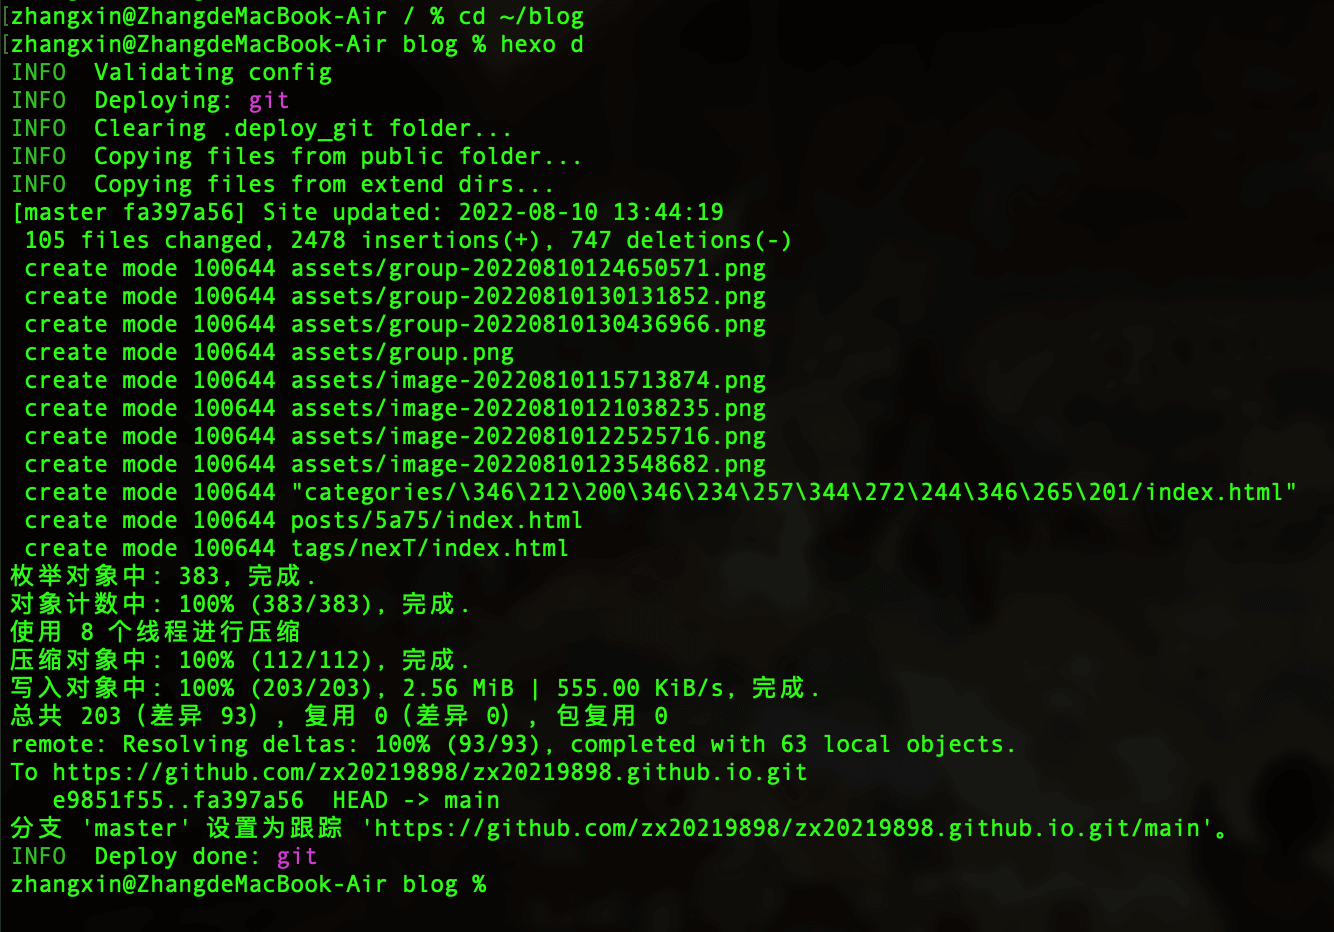 [zhangxin@ZhangdeMacBook-Air / % cd ~/blog
[zhangxin@ZhangdeMacBook-Air blog % hexo d
INFO  Validating config
INFO  Deploying: git
INFO  Clearing .deploy_git folder...
INFO  Copying files from public folder...
INFO  Copying files from extend dirs...
[master fa397a56] Site updated: 2022-08-10 13:44:19
 105 files changed, 2478 insertions(+), 747 deletions(-)
 create mode 100644 assets/group-20220810124650571.png
 create mode 100644 assets/group-20220810130131852.png
 create mode 100644 assets/group-20220810130436966.png
 create mode 100644 assets/group.png
 create mode 100644 assets/image-20220810115713874.png
 create mode 100644 assets/image-20220810121038235.png
 create mode 100644 assets/image-20220810122525716.png
 create mode 100644 assets/image-20220810123548682.png
 create mode 100644 "categories/\346\212\200\346\234\257\344\272\244\346\265\201/index.html"
 create mode 100644 posts/5a75/index.html
 create mode 100644 tags/nexT/index.html
枚举对象中: 383, 完成.
对象计数中: 100% (383/383), 完成.
使用 8 个线程进行压缩
压缩对象中: 100% (112/112), 完成.
写入对象中: 100% (203/203), 2.56 MiB | 555.00 KiB/s, 完成.
总共 203（差异 93），复用 0（差异 0），包复用 0
remote: Resolving deltas: 100% (93/93), completed with 63 local objects.
To https://github.com/zx20219898/zx20219898.github.io.git
   e9851f55..fa397a56  HEAD -> main
分支 'master' 设置为跟踪 'https://github.com/zx20219898/zx20219898.github.io.git/main'。
INFO  Deploy done: git
zhangxin@ZhangdeMacBook-Air blog %